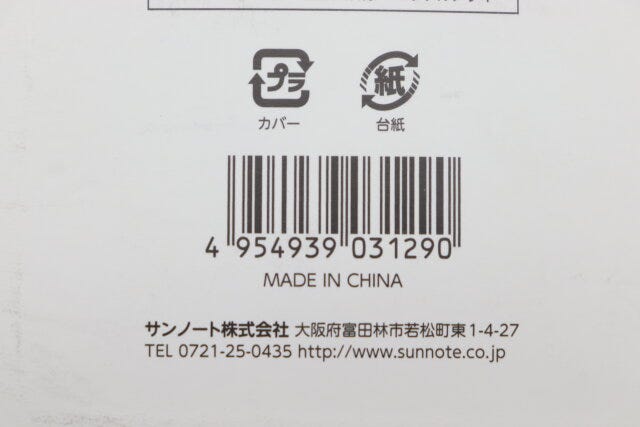 プラ 紙
カバー 台紙
4 954939 031290
MADE IN CHINA
サンノート株式会社 大阪府富田林市若松町東1-4-27
TEL 0721-25-0435 http://www.sunnote.co.jp